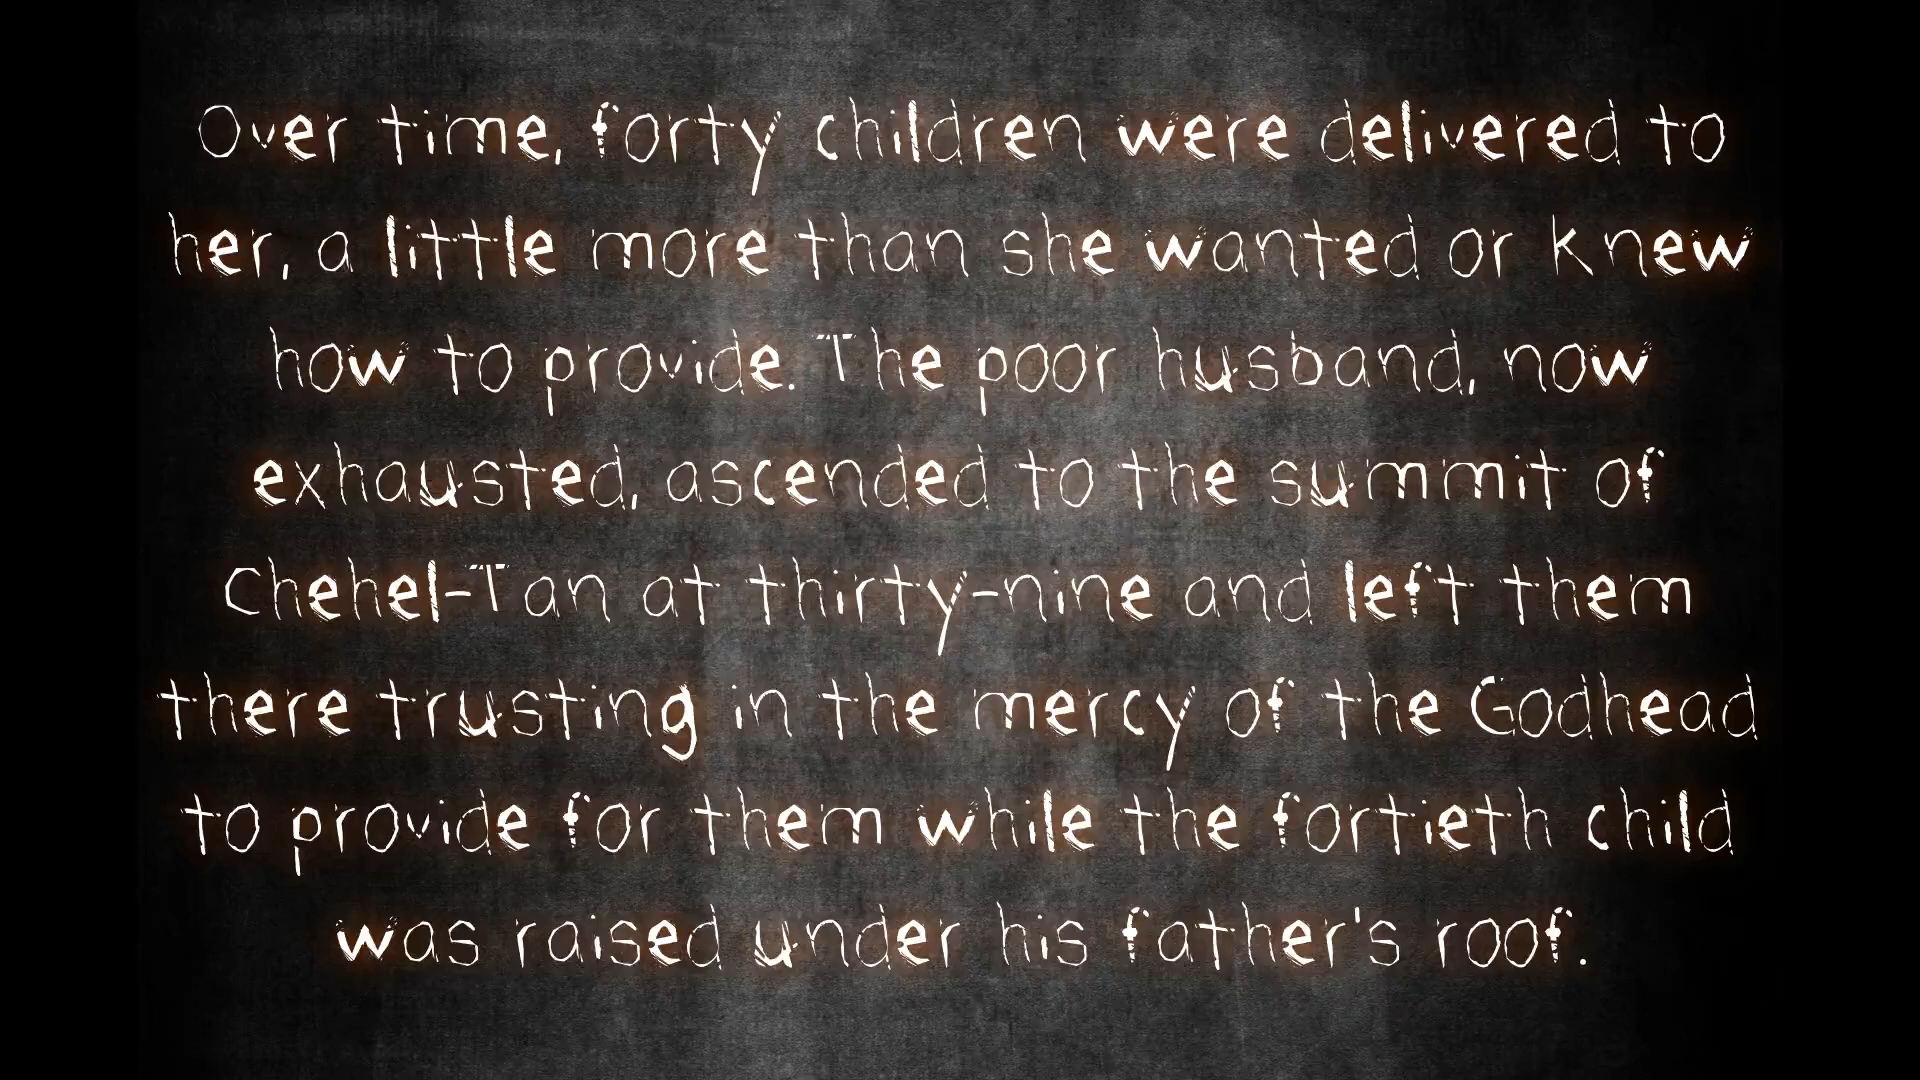 Over time, forty children were delivered to
her, a little more than she wanted or knew
how to provide. The poor husband, now
exhausted, ascended to the summit of
Chehel-Tan at thirty-nine and left them
there trusting in the mercy of the Godhead
to provide for them while the fortieth child
was raised under his father's roof.